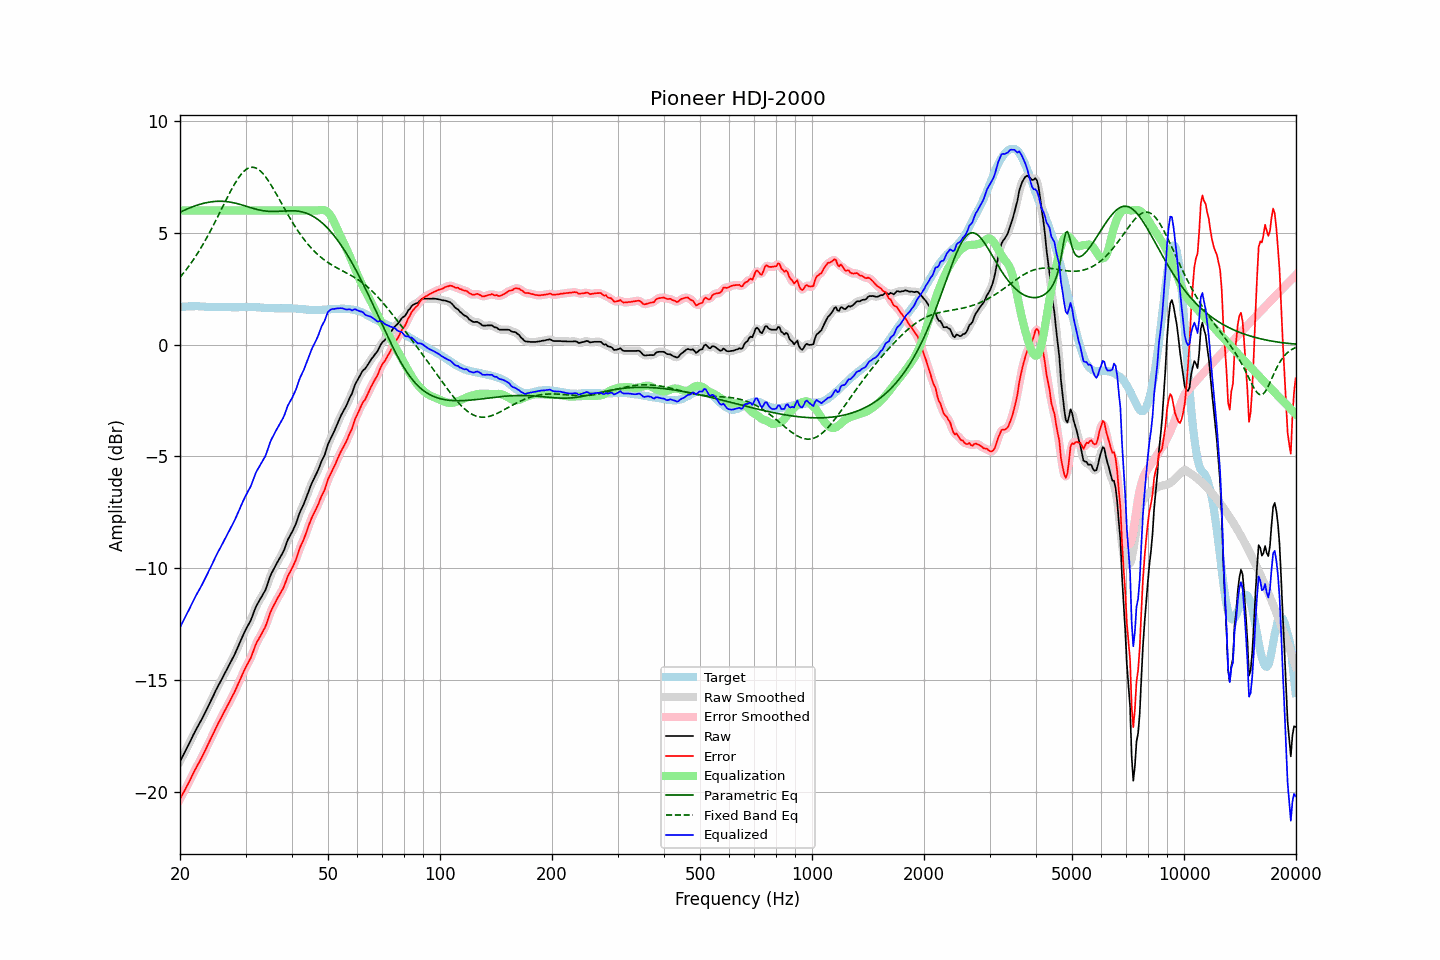 Pioneer HDJ-2000
Amplitude (dBr)
10
5
0
−5
−10
−15
−20
Target
Raw Smoothed
Error Smoothed
Raw
Error
Equalization
Parametric Eq
Fixed Band Eq
Equalized
20 50 100 200 500 1000 2000 5000 10000 20000
Frequency (Hz)